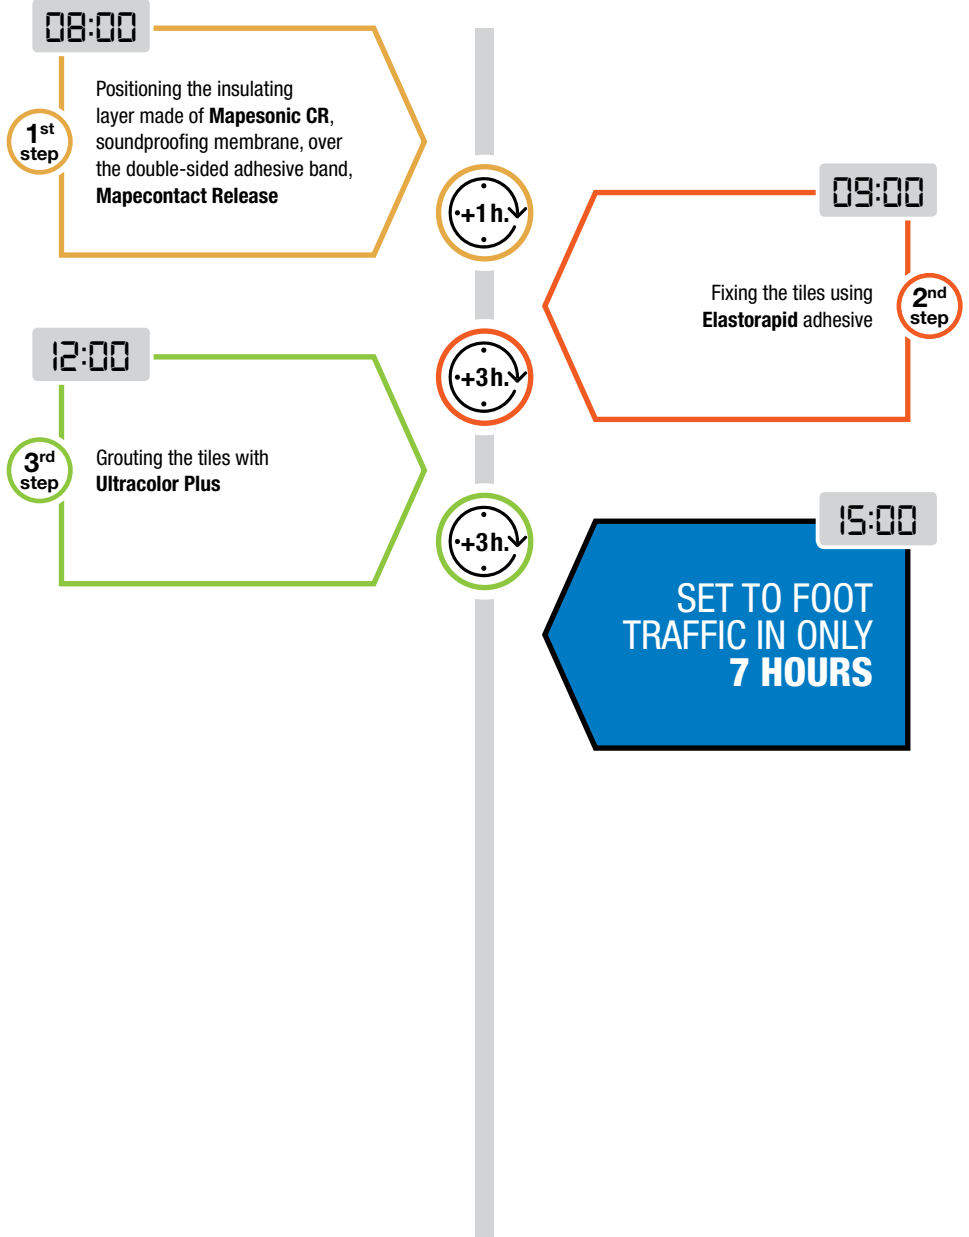 08:00
1st
step
Positioning the insulating
layer made of Mapesonic CR,
soundproofing membrane, over
the double-sided adhesive band,
Mapecontact Release
+1h.
09:00
Fixing the tiles using
Elastorapid adhesive
2nd
step
+3h.
12:00
3rd
step
Grouting the tiles with
Ultracolor Plus
+3h.
15:00
SET TO FOOT
TRAFFIC IN ONLY
7 HOURS